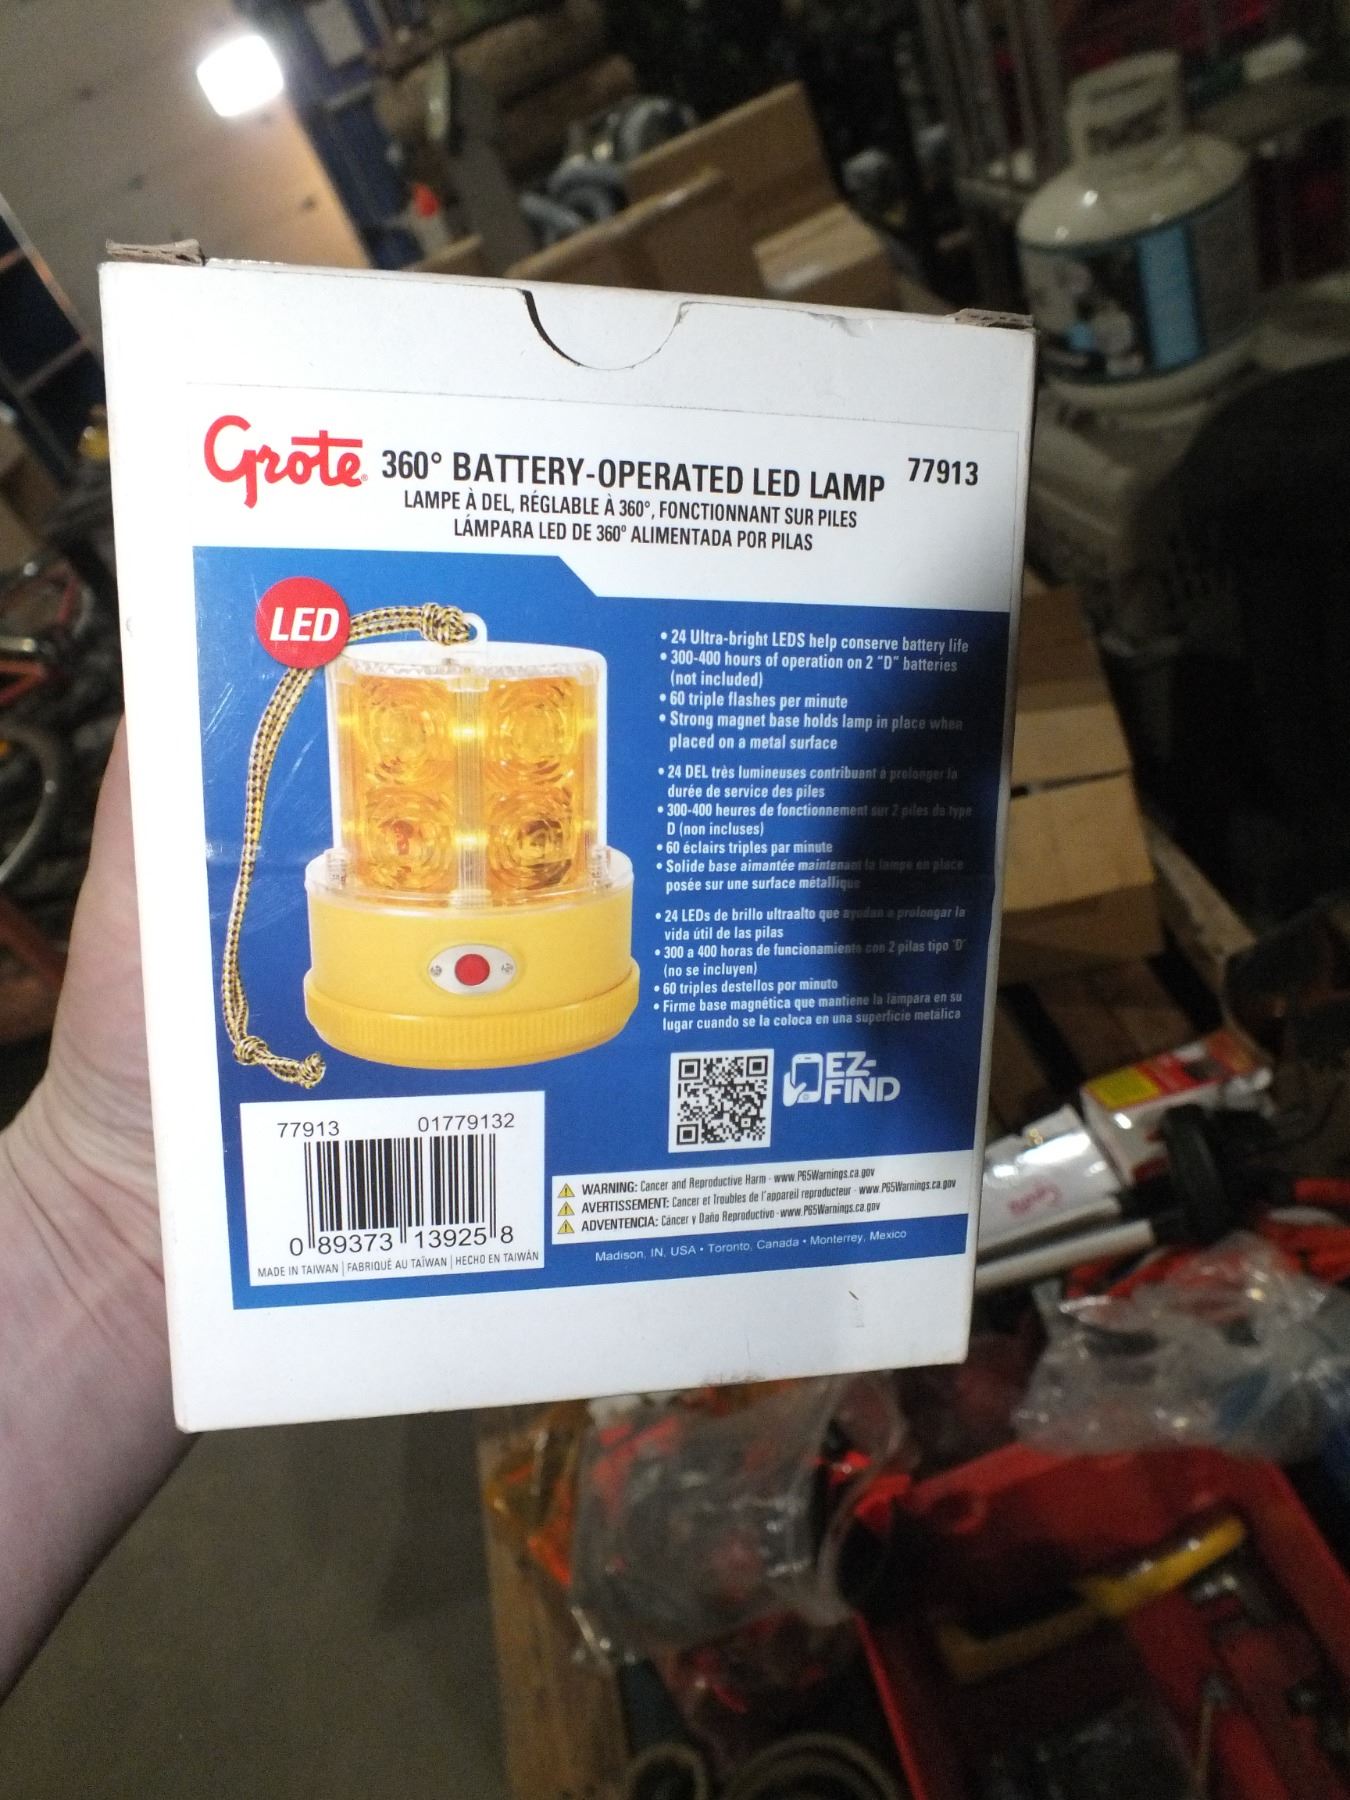 Grote® 360° BATTERY-OPERATED LED LAMP 77913
LAMPE À DEL, RÉGLABLE À 360°, FONCTIONNANT SUR PILES
LÁMPARA LED DE 360° ALIMENTADA POR PILAS
LED
• 24 Ultra-bright LEDS help conserve battery life
• 300-400 hours of operation on 2 "D" batteries
(not included)
• 60 triple flashes per minute
• Strong magnet base holds lamp in place when
placed on a metal surface
• 24 DEL très lumineuses contribuant à prolonger la
durée de service des piles
• 300-400 heures de fonctionnement sur 2 piles de type
D (non incluses)
• 60 éclairs triples par minute
• Solide base aimantée maintenant la lampe en place
posée sur une surface métallique
• 24 LEDs de brillo ultraalto que ayudan a prolongar la
vida útil de las pilas
• 300 a 400 horas de funcionamiento con 2 pilas tipo "D"
(no se incluyen)
• 60 triples destellos por minuto
• Firme base magnética que mantiene la lámpara en su
lugar cuando se la coloca en una superficie metálica
EZ-
FIND
77913 01779132
0 89373 13925 8
MADE IN TAIWAN | FABRIQUÉ AU TAÏWAN | HECHO EN TAIWÁN
WARNING: Cancer and Reproductive Harm - www.P65Warnings.ca.gov
AVERTISSEMENT: Cancer et Troubles de l'appareil reproducteur - www.P65Warnings.ca.gov
ADVENTENCIA: Cáncer y Daño Reproductivo - www.P65Warnings.ca.gov
Madison, IN, USA • Toronto, Canada • Monterrey, Mexico
Grote